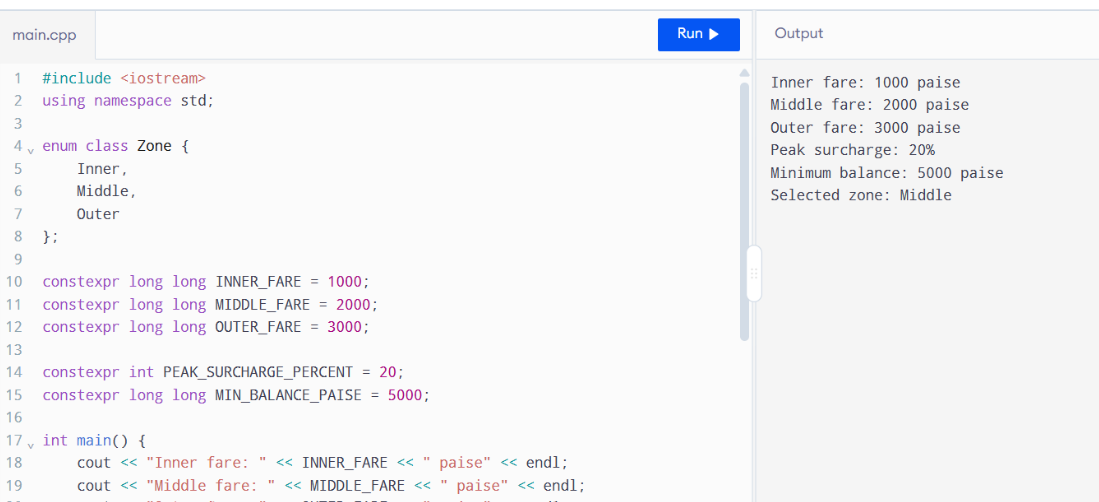 main.cpp
Run
1 #include <iostream>
2 using namespace std;
3
4 enum class Zone {
5     Inner,
6     Middle,
7     Outer
8 };
9
10 constexpr long long INNER_FARE = 1000;
11 constexpr long long MIDDLE_FARE = 2000;
12 constexpr long long OUTER_FARE = 3000;
13
14 constexpr int PEAK_SURCHARGE_PERCENT = 20;
15 constexpr long long MIN_BALANCE_PAISE = 5000;
16
17 int main() {
18     cout << "Inner fare: " << INNER_FARE << " paise" << endl;
19     cout << "Middle fare: " << MIDDLE_FARE << " paise" << endl;
Output
Inner fare: 1000 paise
Middle fare: 2000 paise
Outer fare: 3000 paise
Peak surcharge: 20%
Minimum balance: 5000 paise
Selected zone: Middle